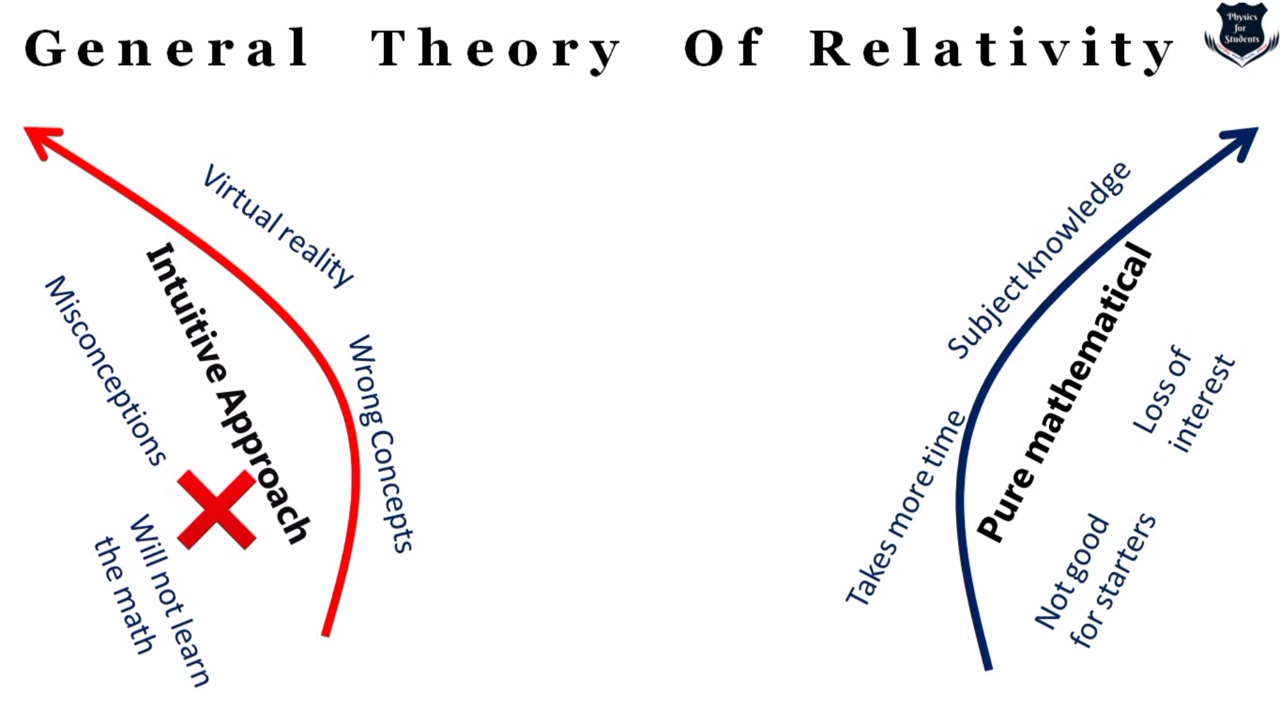 General Theory Of Relativity
Physics
for
Students
Virtual reality
Intuitive Approach
Misconceptions
Wrong Concepts
Will not learn
the math
Subject knowledge
Pure mathematical
Takes more time
Loss of
interest
Not good
for starters